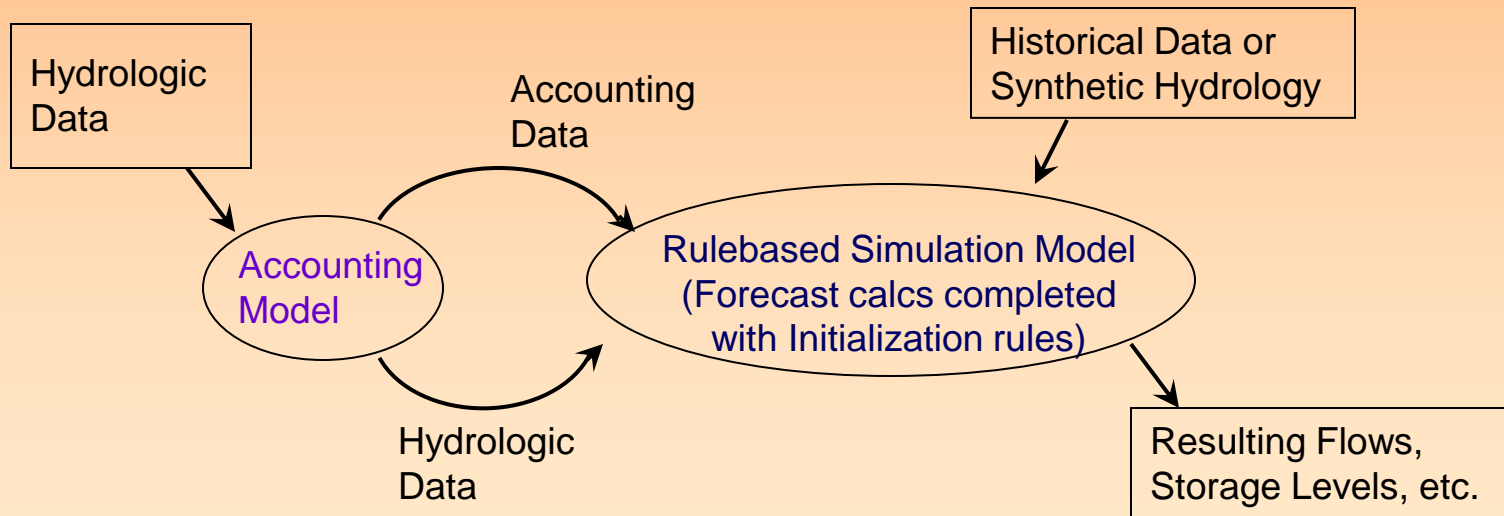 Hydrologic
Data
Accounting
Data
Historical Data or
Synthetic Hydrology
Accounting
Model
Rulebased Simulation Model
(Forecast calcs completed
with Initialization rules)
Hydrologic
Data
Resulting Flows,
Storage Levels, etc.